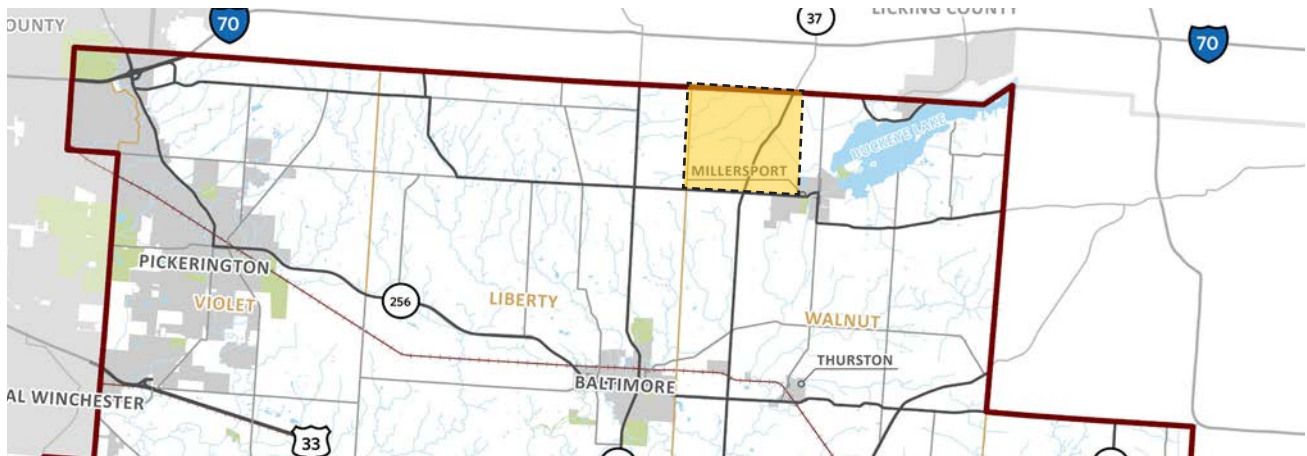 OUNTY
70
37
LICKING COUNTY
70
BUCKEYE LAKE
MILLERSPORT
PICKERINGTON
VIOLET
256
LIBERTY
WALNUT
THURSTON
BALTIMORE
AL WINCHESTER
33